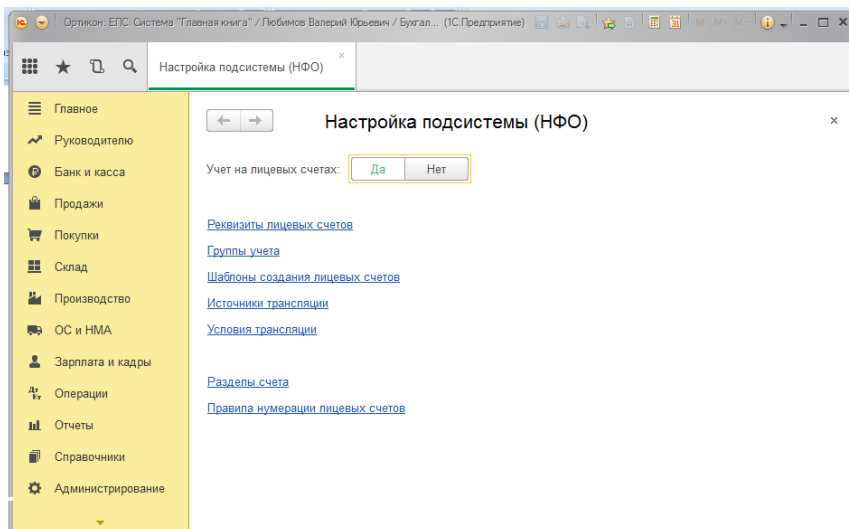 Ортикон: ЕПС. Система "Главная книга" / Любимов Валерий Юрьевич / Бухгал... (1С:Предприятие)
M M+ M-
Настройка подсистемы (НФО)
Главное
Руководителю
Банк и касса
Продажи
Покупки
Склад
Производство
ОС и НМА
Зарплата и кадры
Операции
Отчеты
Справочники
Администрирование
Настройка подсистемы (НФО)
Учет на лицевых счетах: Да Нет
Реквизиты лицевых счетов
Группы учета
Шаблоны создания лицевых счетов
Источники трансляции
Условия трансляции
Разделы счета
Правила нумерации лицевых счетов